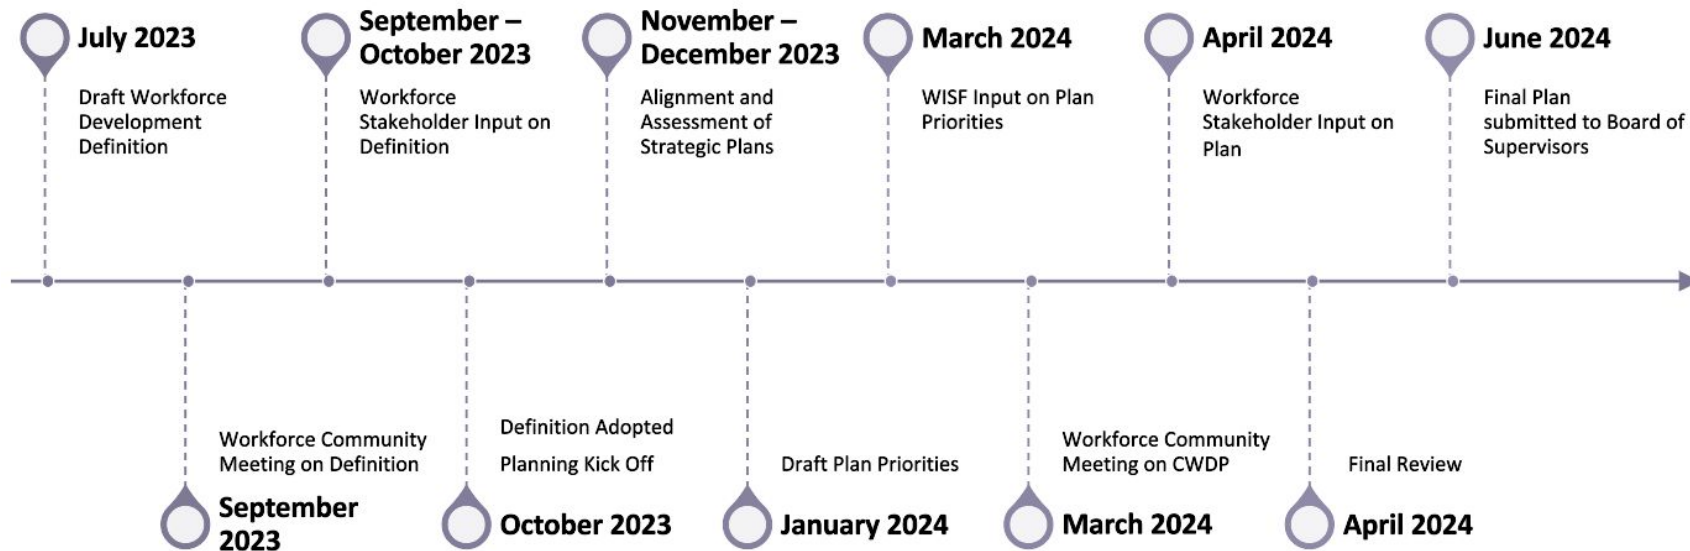 July 2023
Draft Workforce
Development
Definition
September –
October 2023
Workforce
Stakeholder Input on
Definition
November –
December 2023
Alignment and
Assessment of
Strategic Plans
March 2024
WISF Input on Plan
Priorities
April 2024
Workforce
Stakeholder Input on
Plan
June 2024
Final Plan
submitted to Board of
Supervisors
Workforce Community
Meeting on Definition
September
2023
Definition Adopted
Planning Kick Off
October 2023
Draft Plan Priorities
January 2024
Workforce Community
Meeting on CWDP
March 2024
Final Review
April 2024